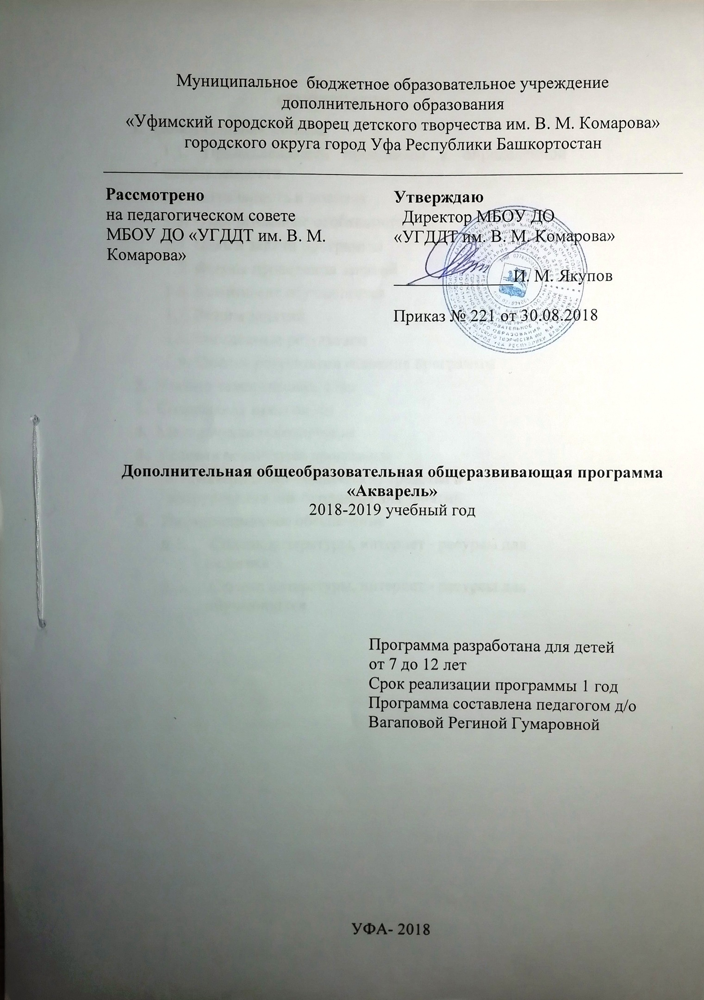 Муниципальное бюджетное образовательное учреждение
дополнительного образования
«Уфимский городской дворец детского творчества им. В. М. Комарова»
городского округа город Уфа Республики Башкортостан
Рассмотрено
на педагогическом совете
МБОУ ДО «УГДДТ им. В. М.
Комарова»
Утверждаю
Директор МБОУ ДО
«УГДДТ им. В. М. Комарова»
И. М. Якупов
Приказ № 221 от 30.08.2018
Дополнительная общеобразовательная общеразвивающая программа
«Акварель»
2018-2019 учебный год
Программа разработана для детей
от 7 до 12 лет
Срок реализации программы 1 год
Программа составлена педагогом д/о
Вагаповой Региной Гумаровной
УФА- 2018